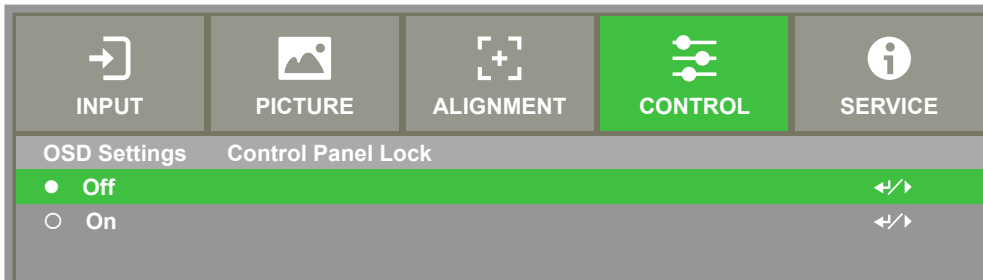 INPUT PICTURE ALIGNMENT CONTROL SERVICE
OSD Settings Control Panel Lock
Off
On